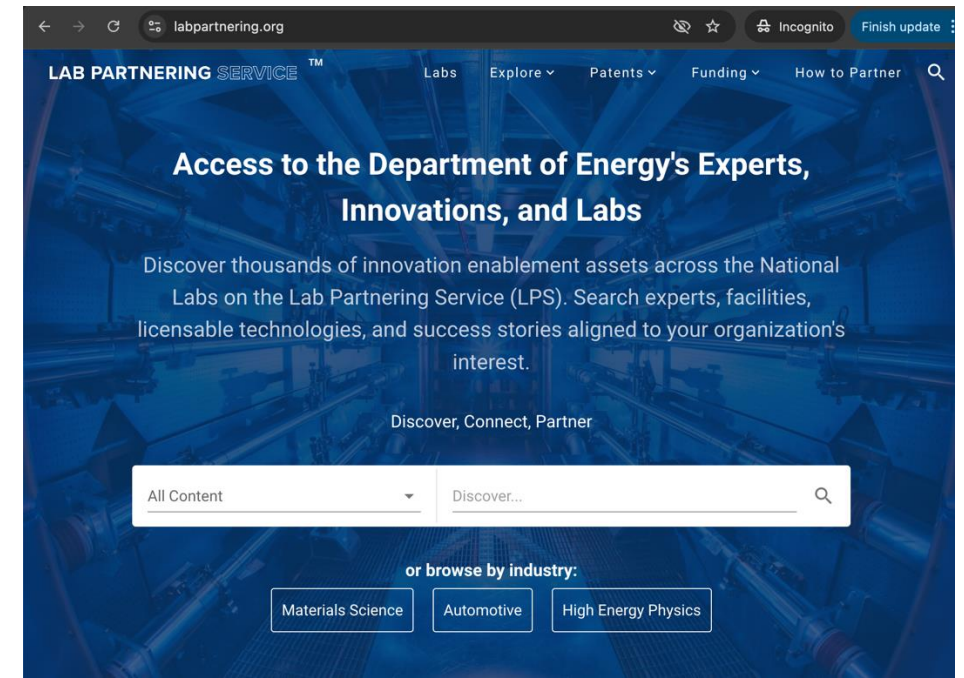 labpartnering.org
Incognito
Finish update
LAB PARTNERING SERVICE ™
Labs
Explore
Patents
Funding
How to Partner
Access to the Department of Energy's Experts,
Innovations, and Labs
Discover thousands of innovation enablement assets across the National
Labs on the Lab Partnering Service (LPS). Search experts, facilities,
licensable technologies, and success stories aligned to your organization's
interest.
Discover, Connect, Partner
All Content
Discover...
or browse by industry:
Materials Science
Automotive
High Energy Physics